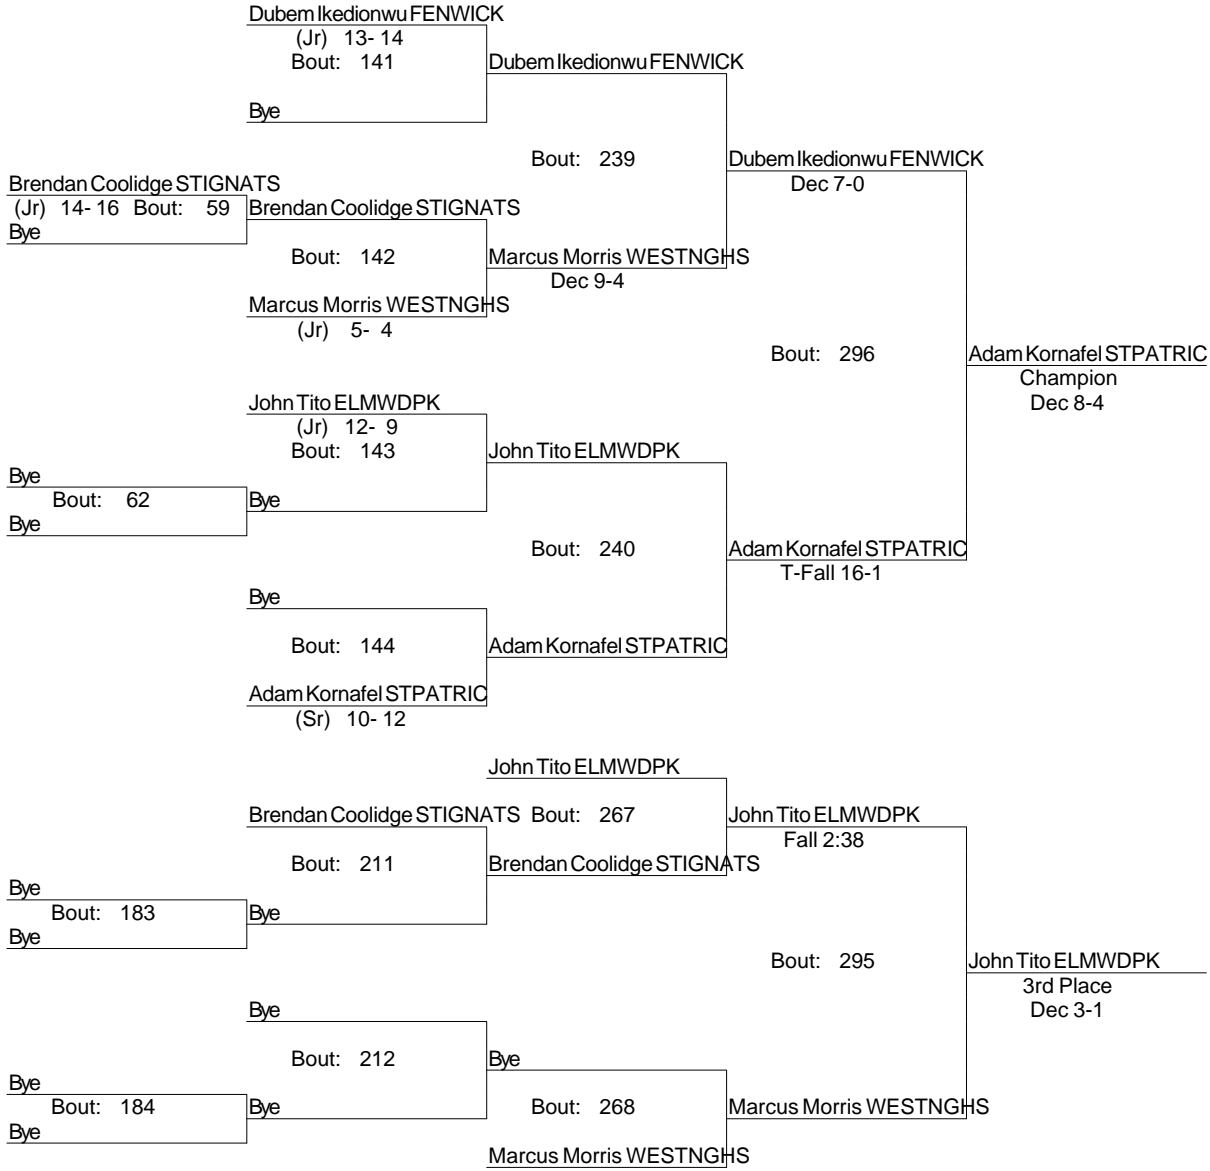 Dubem Ikedionwu FENWICK
(Jr) 13- 14
Bout: 141
Dubem Ikedionwu FENWICK
Bye
Bout: 239
Dubem Ikedionwu FENWICK
Dec 7-0
Brendan Coolidge STIGNATS
(Jr) 14- 16 Bout: 59
Brendan Coolidge STIGNATS
Bye
Bout: 142
Marcus Morris WESTNGHS
Dec 9-4
Marcus Morris WESTNGHS
(Jr) 5- 4
Bout: 296
Adam Kornafel STPATRIC
Champion
Dec 8-4
John Tito ELMWDPK
(Jr) 12- 9
Bout: 143
John Tito ELMWDPK
Bye
Bout: 62
Bye
Bye
Bout: 240
Adam Kornafel STPATRIC
T-Fall 16-1
Bye
Bout: 144
Adam Kornafel STPATRIC
Adam Kornafel STPATRIC
(Sr) 10- 12
John Tito ELMWDPK
Brendan Coolidge STIGNATS
Bout: 267
John Tito ELMWDPK
Fall 2:38
Bout: 211
Brendan Coolidge STIGNATS
Bye
Bout: 183
Bye
Bye
Bout: 295
John Tito ELMWDPK
3rd Place
Dec 3-1
Bye
Bout: 212
Bye
Bye
Bout: 184
Bye
Bout: 268
Marcus Morris WESTNGHS
Bye
Marcus Morris WESTNGHS